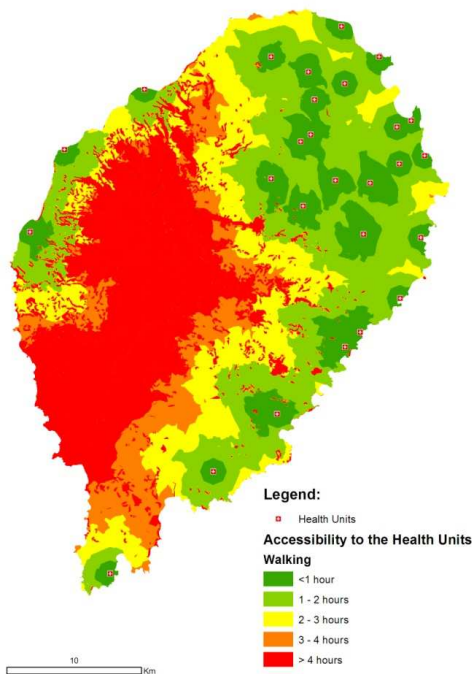 Legend:
Health Units
Accessibility to the Health Units
Walking
<1 hour
1 - 2 hours
2 - 3 hours
3 - 4 hours
> 4 hours
10
Km